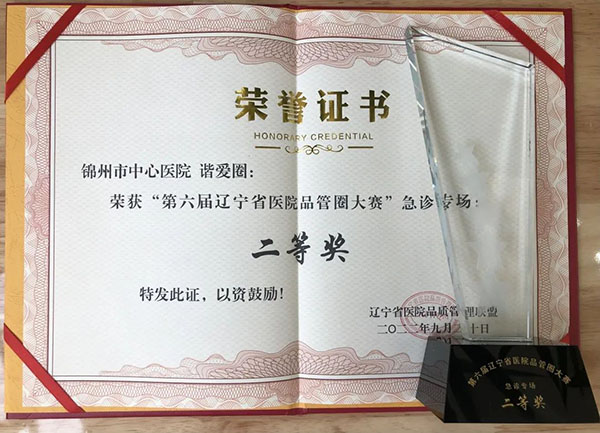 荣誉证书
HONORARY CREDENTIAL
锦州市中心医院 谐爱圈：
荣获“第六届辽宁省医院品管圈大赛”急诊专场：
二等奖
特发此证，以资鼓励！
辽宁省医院品质管理联盟
二〇二二年九月二十日
第六届辽宁省医院品管圈大赛
急诊专场
二等奖